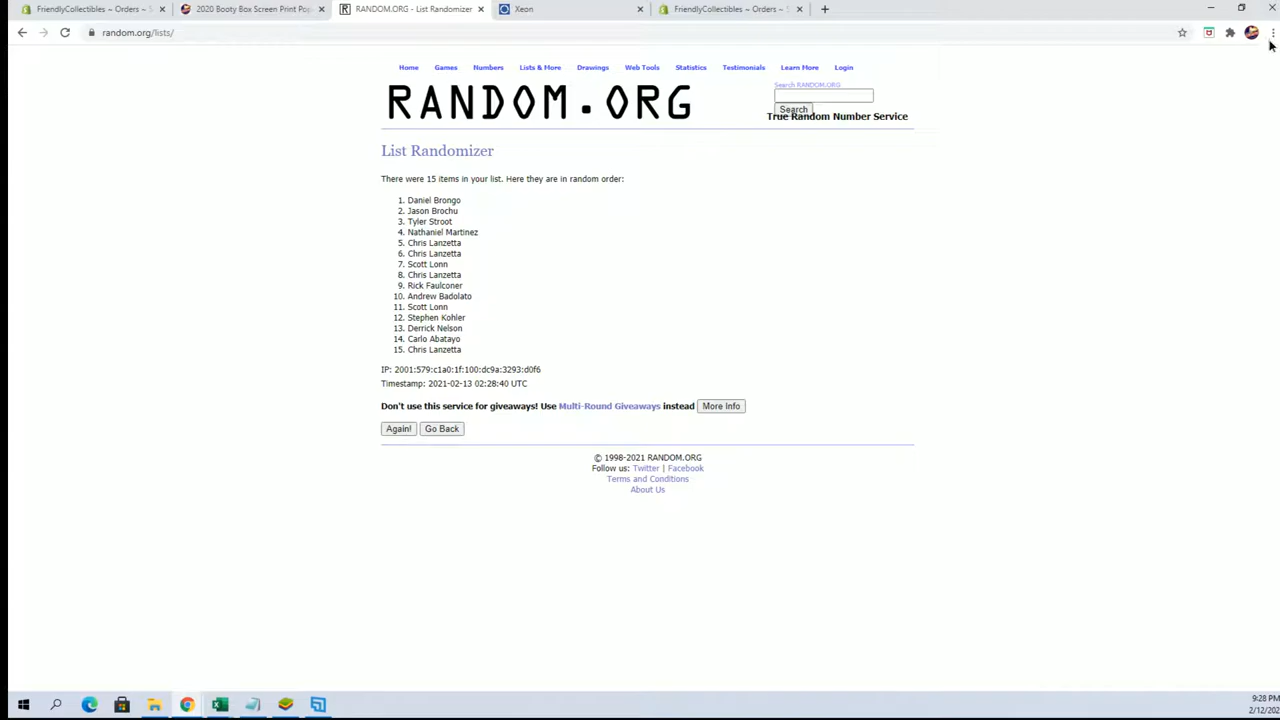 FriendlyCollectibles ~ Orders ~ S
2020 Booty Box Screen Print Pop
RANDOM.ORG - List Randomizer
Xeon
FriendlyCollectibles ~ Orders ~ S
random.org/lists/
Home Games Numbers Lists & More Drawings Web Tools Statistics Testimonials Learn More Login
RANDOM.ORG
Search RANDOM.ORG
Search
True Random Number Service
List Randomizer
There were 15 items in your list. Here they are in random order:
1. Daniel Brongo
2. Jason Brochu
3. Tyler Stroot
4. Nathaniel Martinez
5. Chris Lanzetta
6. Chris Lanzetta
7. Scott Lonn
8. Chris Lanzetta
9. Rick Faulconer
10. Andrew Badolato
11. Scott Lonn
12. Stephen Kohler
13. Derrick Nelson
14. Carlo Abatayo
15. Chris Lanzetta
IP: 2001:579:c1a0:1f:100:dc9a:3293:d0f6
Timestamp: 2021-02-13 02:28:40 UTC
Don't use this service for giveaways! Use Multi-Round Giveaways instead More Info
Again! Go Back
© 1998-2021 RANDOM.ORG
Follow us: Twitter | Facebook
Terms and Conditions
About Us
9:28 PM
2/12/202